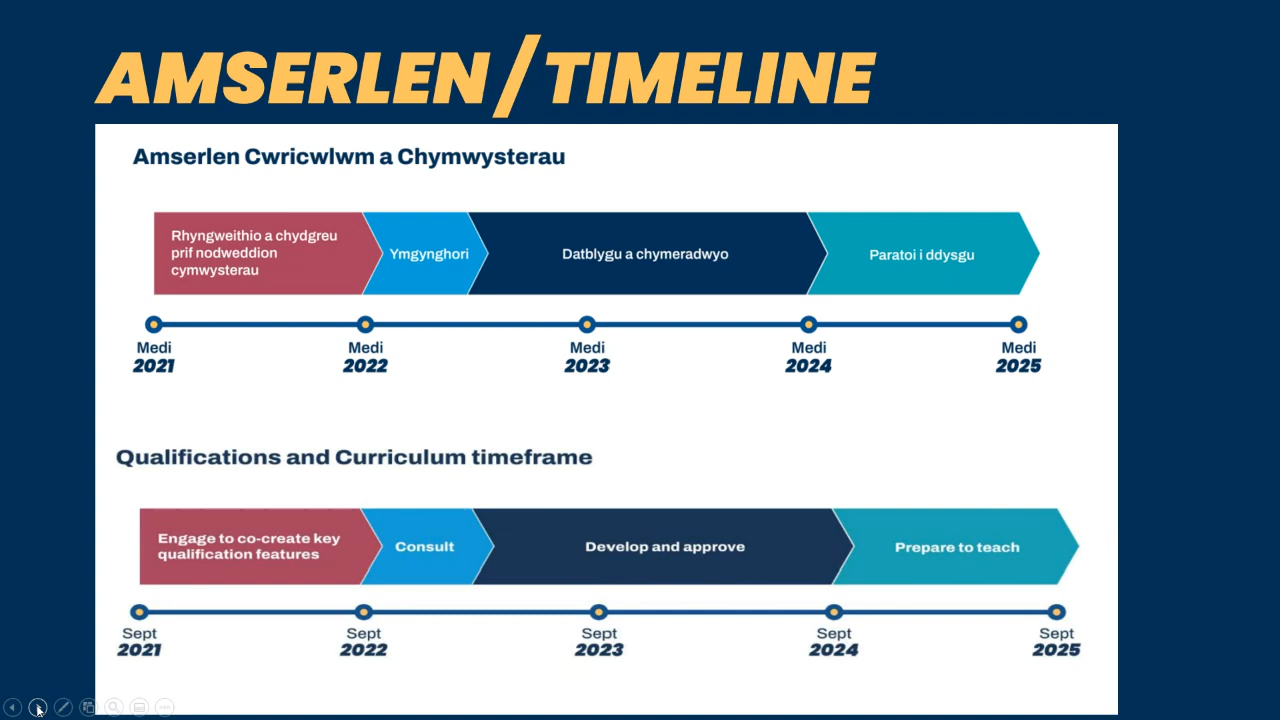 AMSERLEN/TIMELINE
Amserlen Cwricwlwm a Chymwysterau
Rhyngweithio a chydgreu
prif nodweddion
cymwysterau
Ymgynghori
Datblygu a chymeradwyo
Paratoi i ddysgu
Medi
2021
Medi
2022
Medi
2023
Medi
2024
Medi
2025
Qualifications and Curriculum timeframe
Engage to co-create key
qualification features
Consult
Develop and approve
Prepare to teach
Sept
2021
Sept
2022
Sept
2023
Sept
2024
Sept
2025